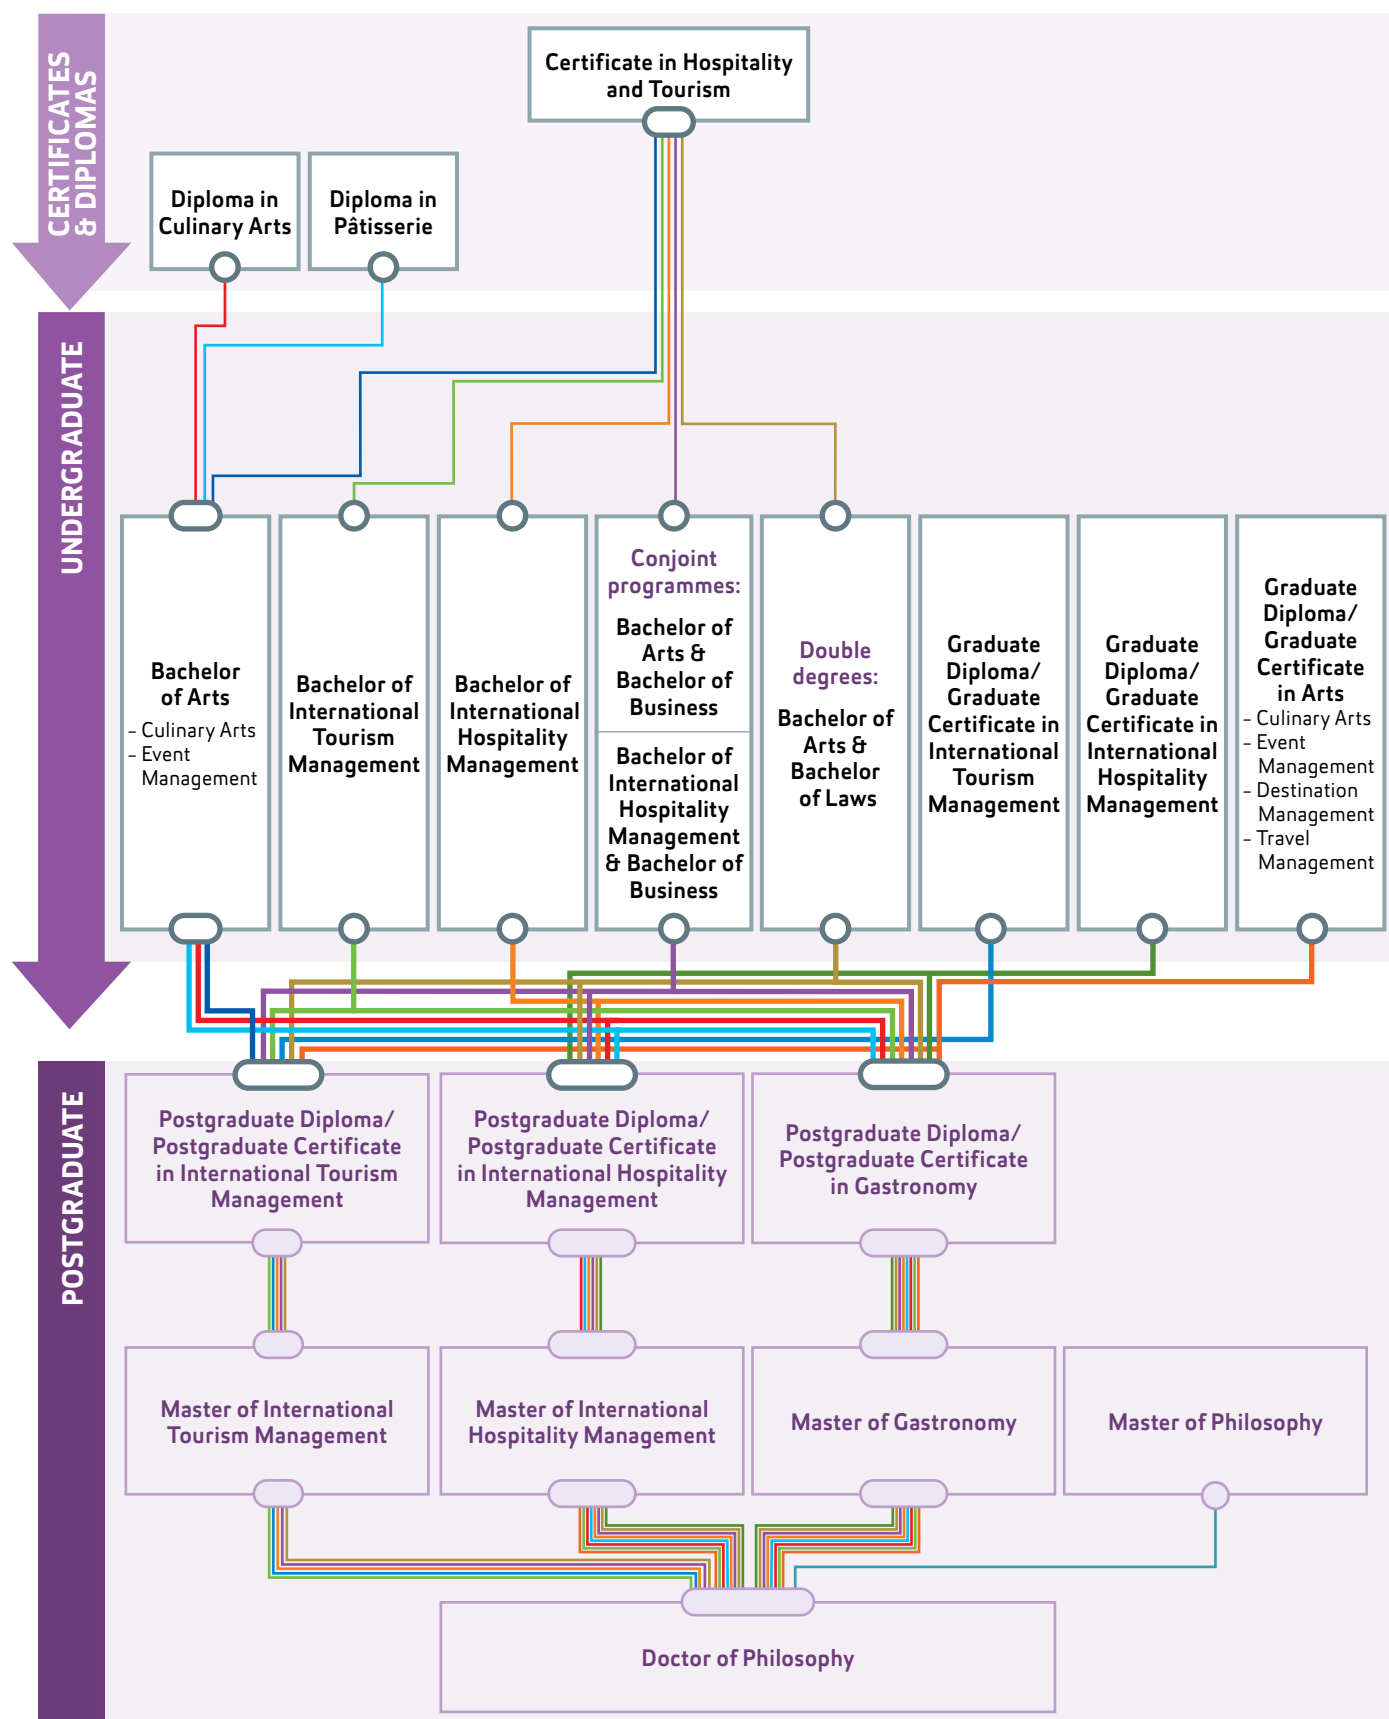 CERTIFICATES
& DIPLOMAS
Certificate in Hospitality
and Tourism
Diploma in
Culinary Arts
Diploma in
Pâtisserie
UNDERGRADUATE
Bachelor
of Arts
– Culinary Arts
– Event
Management
Bachelor of
International
Tourism
Management
Bachelor of
International
Hospitality
Management
Conjoint
programmes:
Bachelor of
Arts &
Bachelor of
Business
Bachelor of
International
Hospitality
Management
& Bachelor of
Business
Double
degrees:
Bachelor of
Arts &
Bachelor
of Laws
Graduate
Diploma/
Graduate
Certificate in
International
Tourism
Management
Graduate
Diploma/
Graduate
Certificate in
International
Hospitality
Management
Graduate
Diploma/
Graduate
Certificate
in Arts
– Culinary Arts
– Event
Management
– Destination
Management
– Travel
Management
POSTGRADUATE
Postgraduate Diploma/
Postgraduate Certificate
in International Tourism
Management
Postgraduate Diploma/
Postgraduate Certificate
in International Hospitality
Management
Postgraduate Diploma/
Postgraduate Certificate
in Gastronomy
Master of International
Tourism Management
Master of International
Hospitality Management
Master of Gastronomy
Master of Philosophy
Doctor of Philosophy